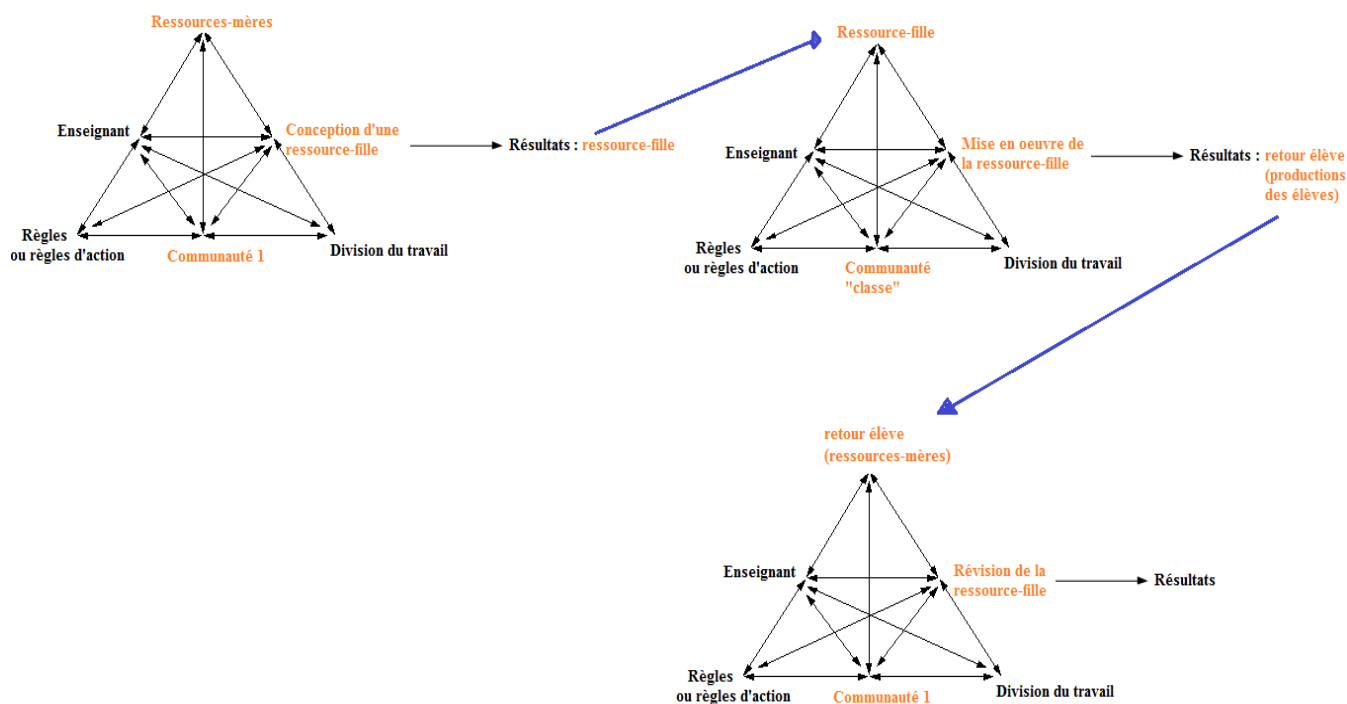 Ressources-mères
Enseignant
Conception d'une
ressource-fille
Résultats : ressource-fille
Règles
ou règles d'action
Communauté 1
Division du travail
Ressource-fille
Enseignant
Mise en oeuvre de
la ressource-fille
Résultats : retour élève
(productions
des élèves)
Règles
ou règles d'action
Communauté
"classe"
Division du travail
retour élève
(ressources-mères)
Enseignant
Révision de la
ressource-fille
Résultats
Règles
ou règles d'action
Communauté 1
Division du travail